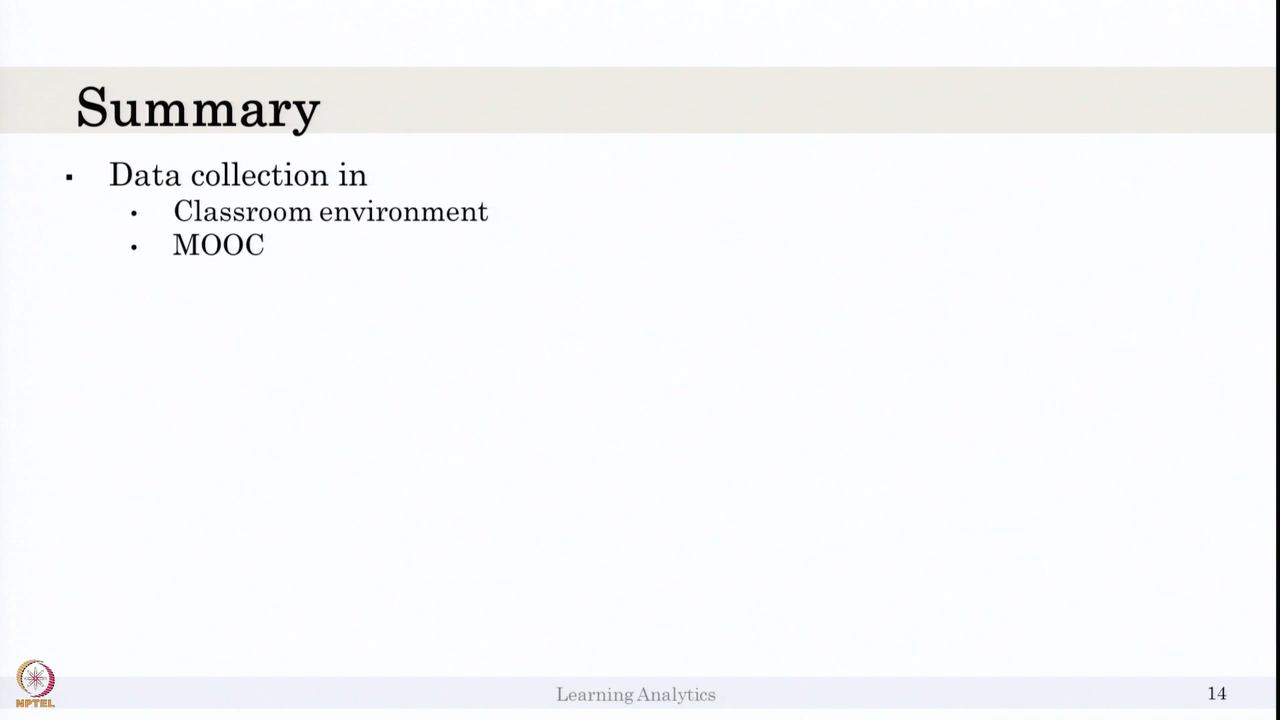 Summary
▪ Data collection in
• Classroom environment
• MOOC
NPTEL
Learning Analytics
14